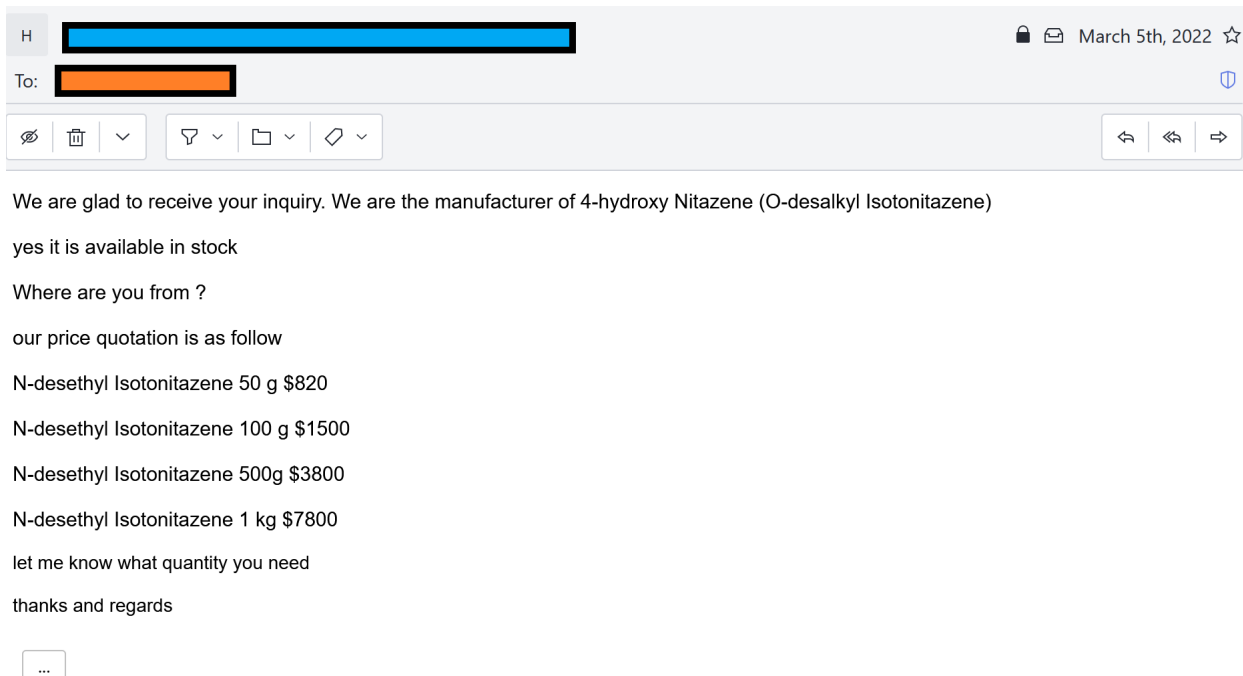 H
March 5th, 2022
To:
We are glad to receive your inquiry. We are the manufacturer of 4-hydroxy Nitazene (O-desalkyl Isotonitazene)
yes it is available in stock
Where are you from ?
our price quotation is as follow
N-desethyl Isotonitazene 50 g $820
N-desethyl Isotonitazene 100 g $1500
N-desethyl Isotonitazene 500g $3800
N-desethyl Isotonitazene 1 kg $7800
let me know what quantity you need
thanks and regards
...